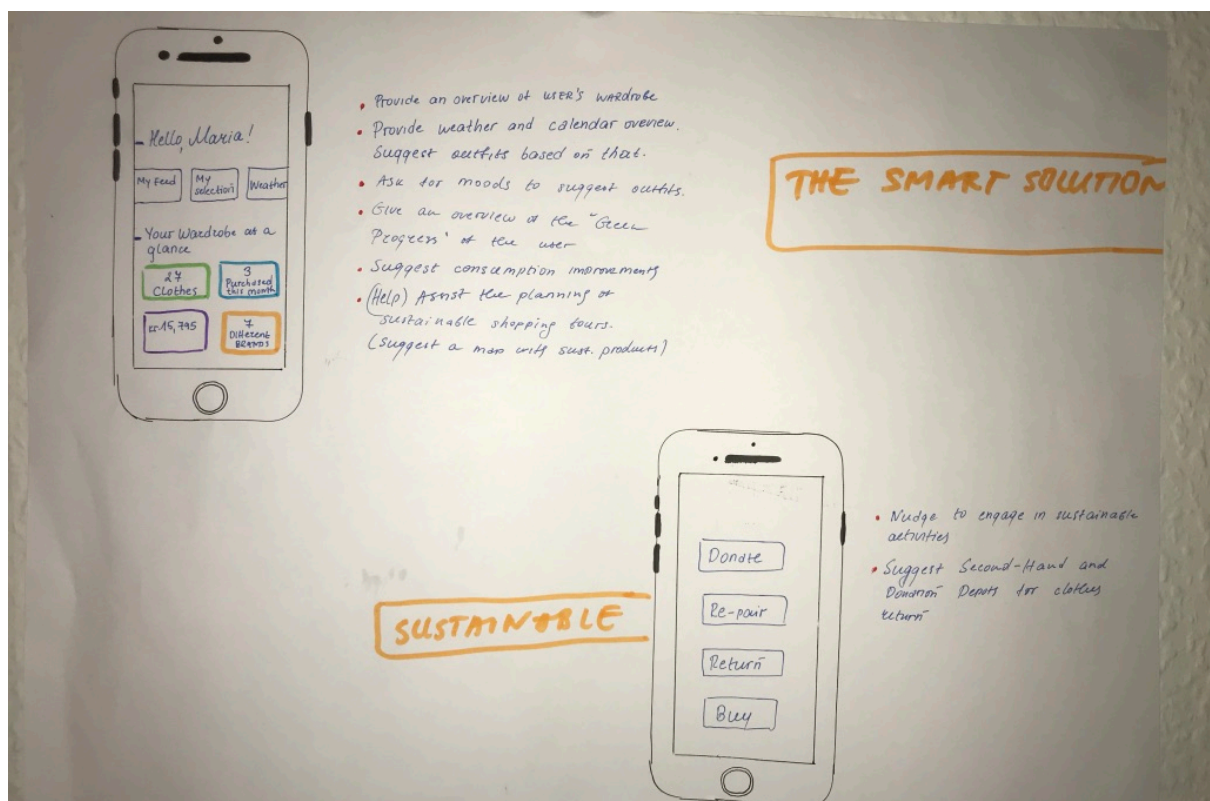 - Hello, Maria!
My Feed
My
selection
Weather
- Your Wardrobe at a
glance
27
Clothes
3
Purchased
this month
kr 15,795
7
Different
BRANDS
• Provide an overview of USER'S WARDROBE
• Provide weather and calendar overview.
Suggest outfits based on that.
• Ask for moods to suggest outfits.
• Give an overview of the "Green
Progress" of the user
• Suggest consumption improvements
• (Help) Assist the planning of
sustainable shopping tours.
(Suggest a map with sust. products)
THE SMART SOLUTION
SUSTAINABLE
Donate
Re-pair
Return
Buy
• Nudge to engage in sustainable
activities
• Suggest Second-Hand and
Donation Depots for clothes
return